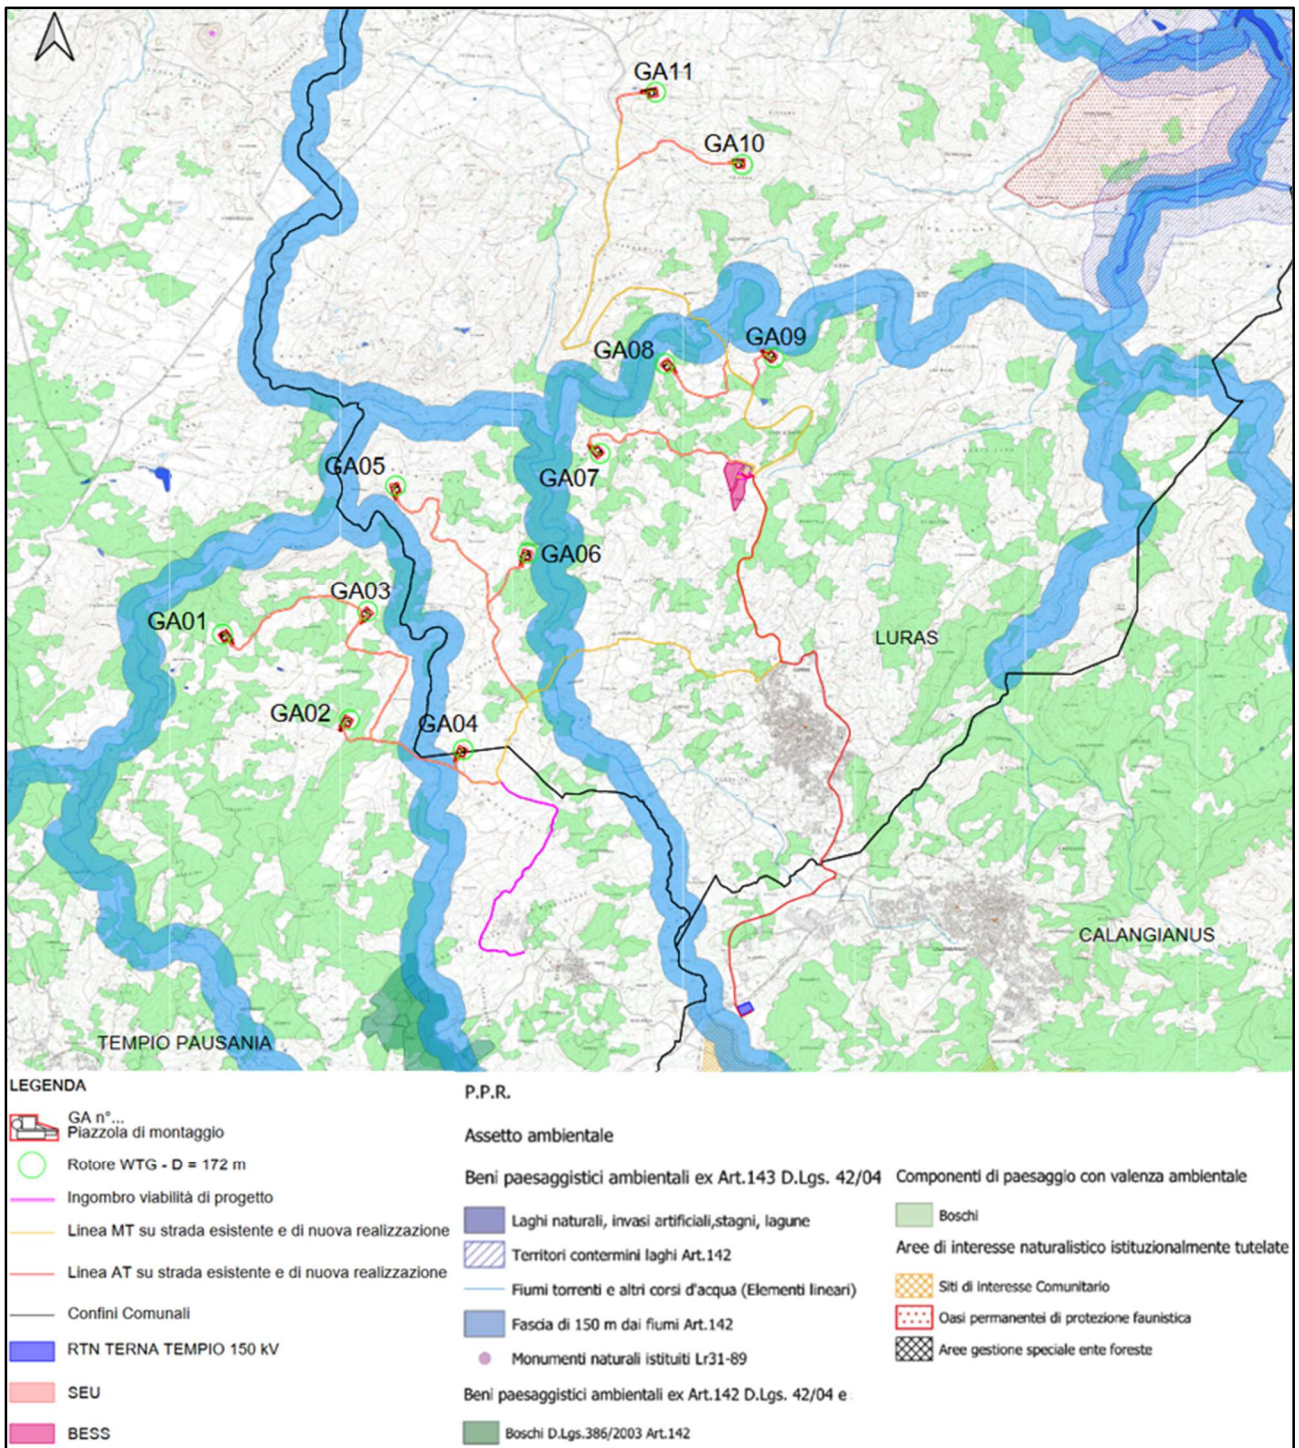 GA11
GA10
GA09
GA08
GA07
GA05
GA06
GA03
GA01
LURAS
GA02
GA04
CALANGIANUS
TEMPIO PAUSANIA
LEGENDA
GA n°...
Piazzola di montaggio
Rotore WTG - D = 172 m
Ingombro viabilità di progetto
Linea MT su strada esistente e di nuova realizzazione
Linea AT su strada esistente e di nuova realizzazione
Confini Comunali
RTN TERNA TEMPIO 150 kV
SEU
BESS
P.P.R.
Assetto ambientale
Beni paesaggistici ambientali ex Art.143 D.Lgs. 42/04
Laghi naturali, invasi artificiali,stagni, lagune
Territori contermini laghi Art.142
Fiumi torrenti e altri corsi d'acqua (Elementi lineari)
Fascia di 150 m dai fiumi Art.142
Monumenti naturali istituiti Lr31-89
Beni paesaggistici ambientali ex Art.142 D.Lgs. 42/04 e
Boschi D.Lgs.386/2003 Art.142
Componenti di paesaggio con valenza ambientale
Boschi
Aree di interesse naturalistico istituzionalmente tutelate
Siti di interesse Comunitario
Oasi permanentei di protezione faunistica
Aree gestione speciale ente foreste